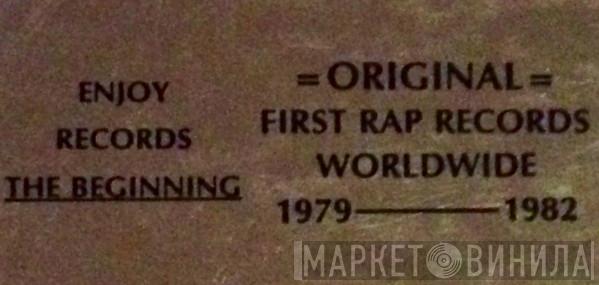 ENJOY
RECORDS
THE BEGINNING
=ORIGINAL=
FIRST RAP RECORDS
WORLDWIDE
1979—1982
МАРКЕТ ВИНИЛА